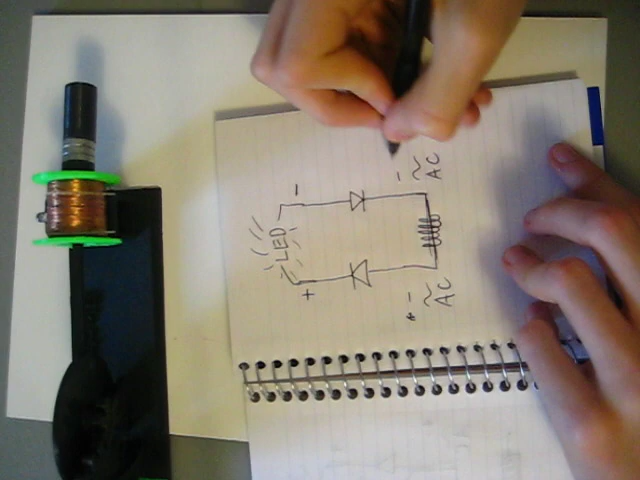 LED
-
+
- ~
AC
- ~
AC